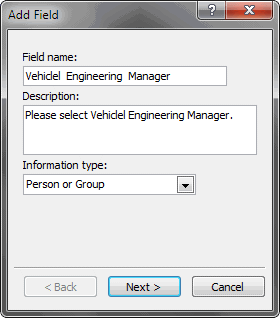 Add Field
?
Field name:
Vehiclel Engineering Manager
Description:
Please select Vehiclel Engineering Manager.
Information type:
Person or Group
< Back Next > Cancel